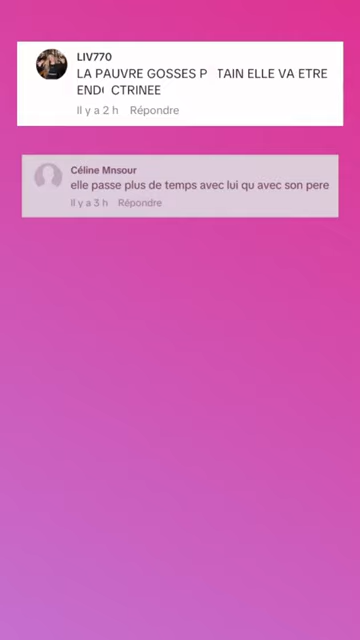 LIV770
LA PAUVRE GOSSES P TAIN ELLE VA ETRE
END CTRINEE
Il y a 2 h Répondre
Céline Mnsour
elle passe plus de temps avec lui qu avec son pere
Il y a 3 h Répondre